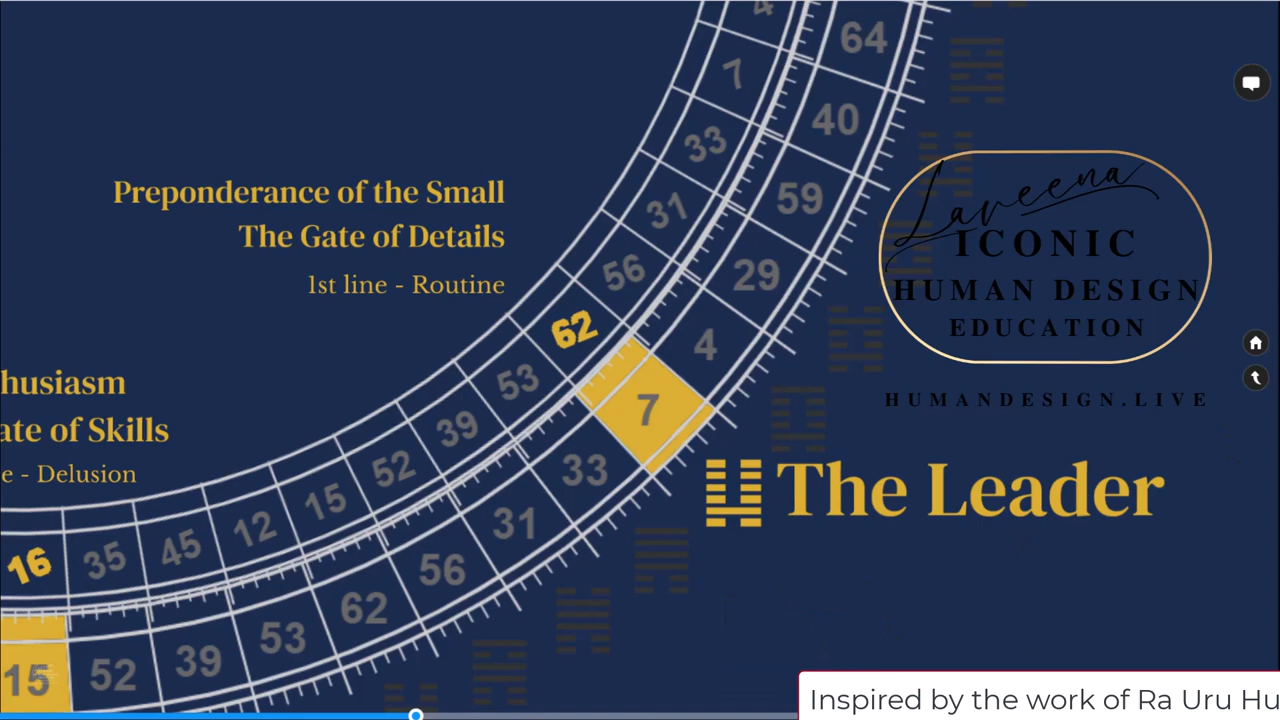 Preponderance of the Small
The Gate of Details
1st line - Routine
husiasm
ate of Skills
e - Delusion
4
7
33
31
56
62
53
39
52
15
12
45
35
16
64
40
59
29
4
7
33
31
56
62
53
39
52
15
Laveena
ICONIC
HUMAN DESIGN
EDUCATION
HUMANDESIGN.LIVE
The Leader
Inspired by the work of Ra Uru Hu